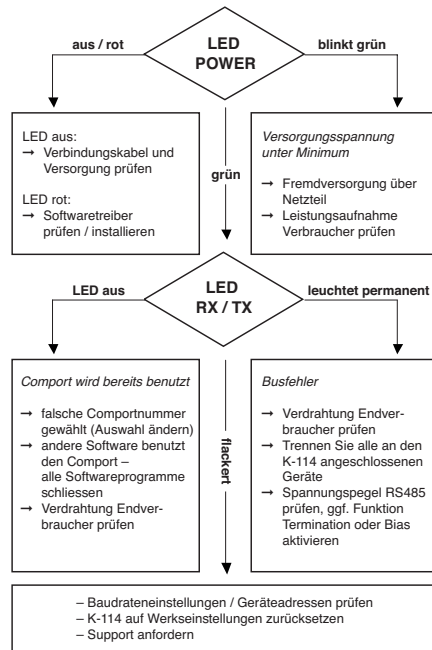 aus / rot
LED
POWER
blinkt grün
LED aus:
→ Verbindungskabel und
Versorgung prüfen
LED rot:
→ Softwaretreiber
prüfen / installieren
grün
Versorgungsspannung
unter Minimum
→ Fremdversorgung über
Netzteil
→ Leistungsaufnahme
Verbraucher prüfen
LED aus
LED
RX / TX
leuchtet permanent
Comport wird bereits benutzt
→ falsche Comportnummer
gewählt (Auswahl ändern)
→ andere Software benutzt
den Comport –
alle Softwareprogramme
schliessen
→ Verdrahtung Endver-
braucher prüfen
flackert
Busfehler
→ Verdrahtung Endver-
braucher prüfen
→ Trennen Sie alle an den
K-114 angeschlossenen
Geräte
→ Spannungspegel RS485
prüfen, ggf. Funktion
Termination oder Bias
aktivieren
– Baudrateneinstellungen / Geräteadressen prüfen
– K-114 auf Werkseinstellungen zurücksetzen
– Support anfordern